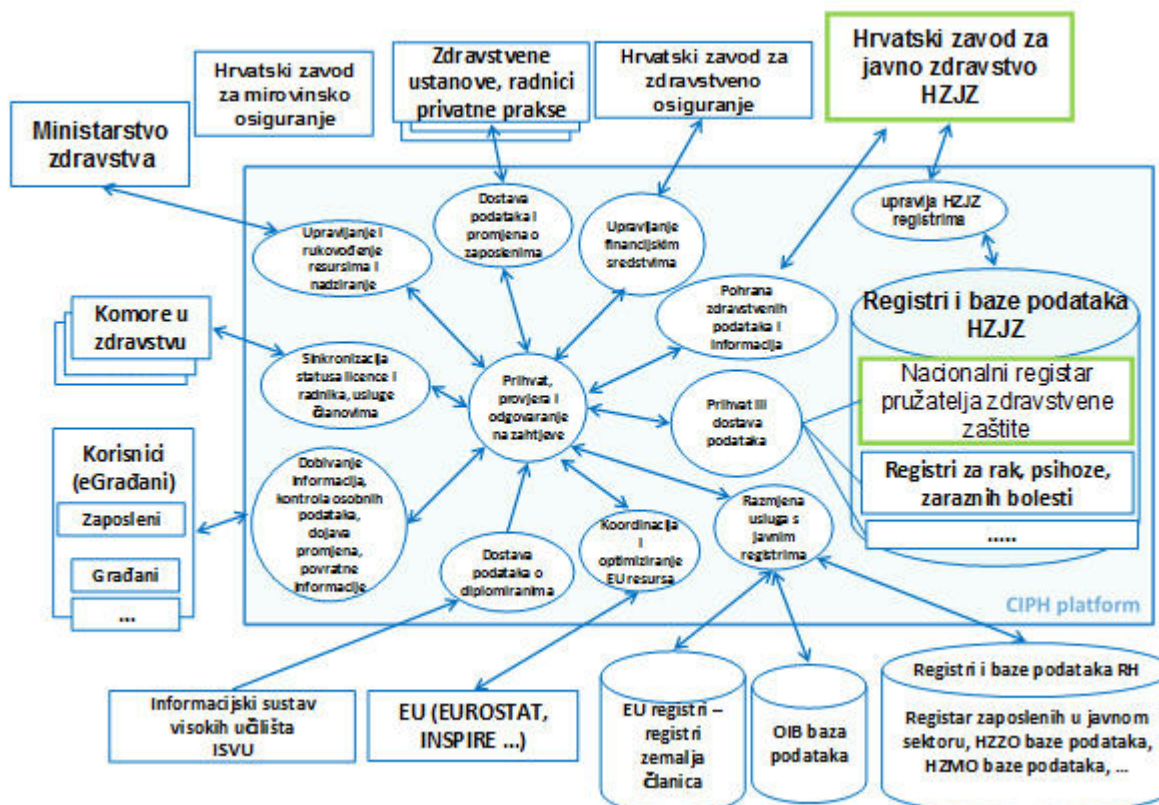 Hrvatski zavod
za mirovinsko
osiguranje
Zdravstvene
ustanove, radnici
privatne prakse
Hrvatski zavod za
zdravstveno
osiguranje
Hrvatski zavod za
javno zdravstvo
HZJZ
Ministarstvo
zdravstva
Dostava
podataka i
promjena o
zaposlenima
Upravljanje
financijskim
sredstvima
upravlja HZJZ
registrima
Upravljanje i
rukovođenje
resursima i
nadziranje
Pohrana
zdravstvenih
podataka i
informacija
Registri i baze podataka
HZJZ
Komore u
zdravstvu
Sinkronizacija
statusa licence i
radnika, usluge
članovima
Prihvat,
provjera i
odgovaranje
na zahtjeve
Prihvat ili
dostava
podataka
Nacionalni registar
pružatelja zdravstvene
zaštite
Registri za rak, psihoze,
zaraznih bolesti
.....
Korisnici
(eGrađani)
Zaposleni
Građani
...
Dobivanje
informacija,
kontrola osobnih
podataka,
dojava
promjena,
povratne
informacije
Dostava
podataka o
diplomiranima
Koordinacija
i
optimiziranje
EU resursa
Razmjena
usluga s
javnim
registrima
CIPH platform
Informacijski sustav
visokih učilišta
ISVU
EU (EUROSTAT,
INSPIRE ...)
EU registri –
registri
zemalja
članica
OIB baza
podataka
Registri i baze podataka RH
Registar zaposlenih u javnom
sektoru, HZZO baze podataka,
HZMO baze podataka, ...